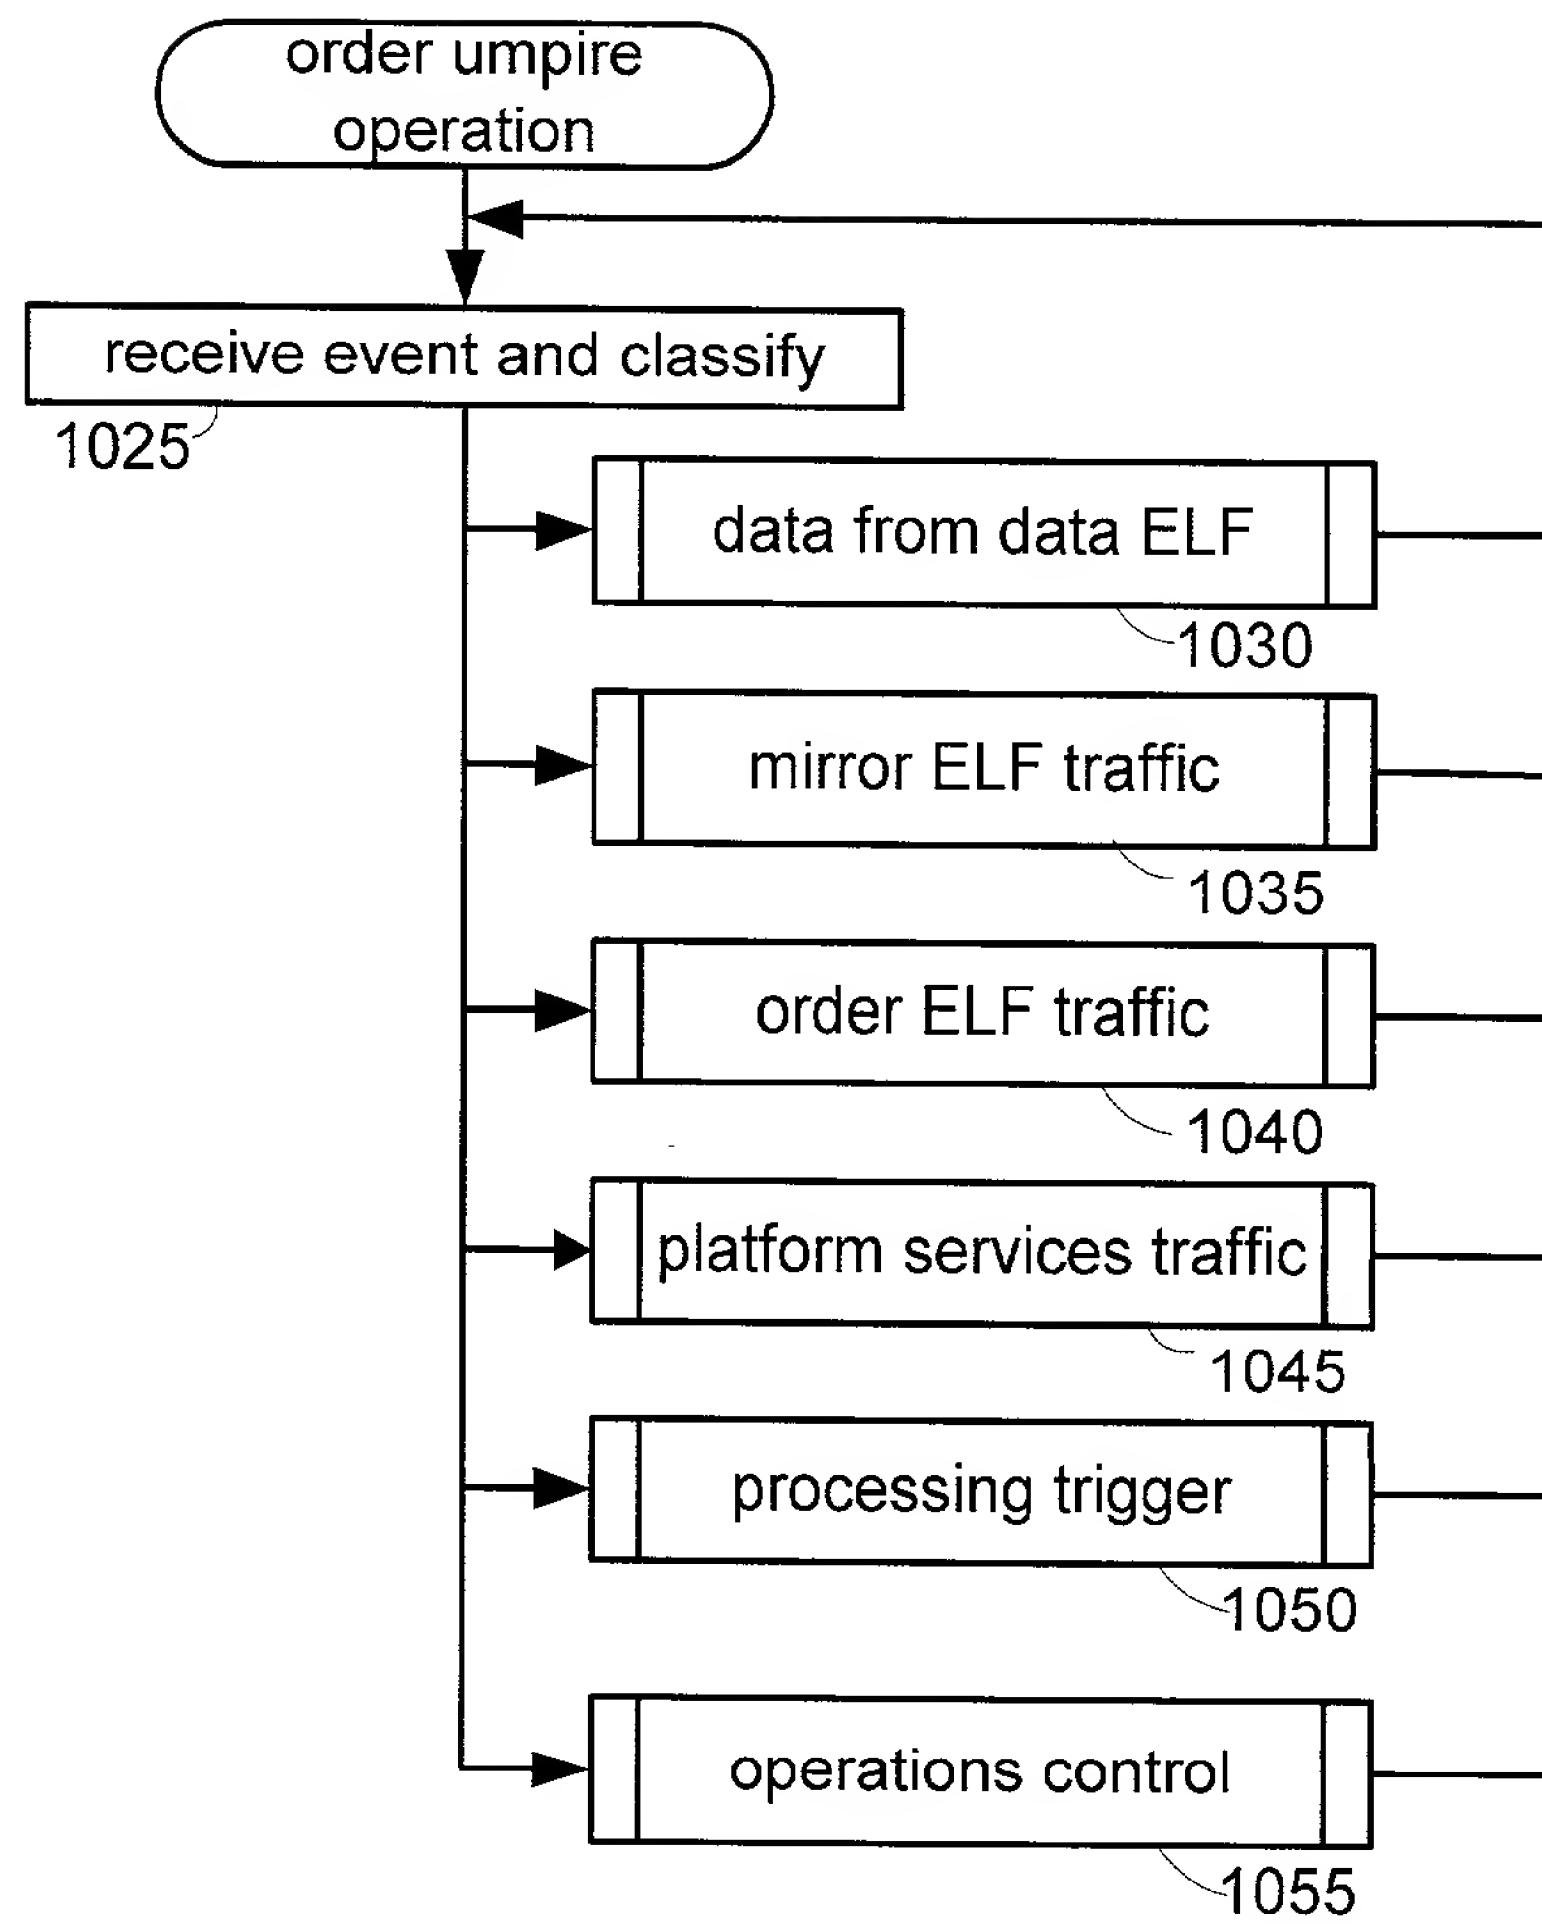 order umpire
operation
receive event and classify
1025
data from data ELF
1030
mirror ELF traffic
1035
order ELF traffic
1040
platform services traffic
1045
processing trigger
1050
operations control
1055